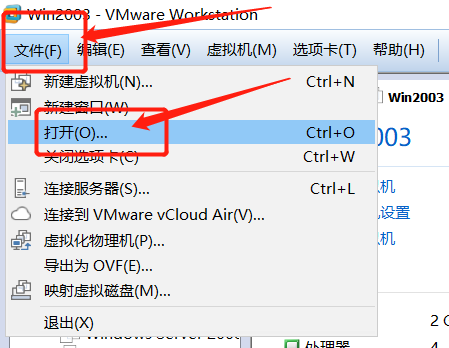 Win2003 - VMware Workstation
文件(F) 编辑(E) 查看(V) 虚拟机(M) 选项卡(T) 帮助(H)
新建虚拟机(N)... Ctrl+N
新建窗口(W)
Win2003
打开(O)... Ctrl+O
003
关闭选项卡(C) Ctrl+W
连接服务器(S)... Ctrl+L
机
连接到 VMware vCloud Air(V)...
设置
虚拟化物理机(P)...
机
导出为 OVF(E)...
映射虚拟磁盘(M)...
退出(X)
2 G
Windows Server 200
处理器 4